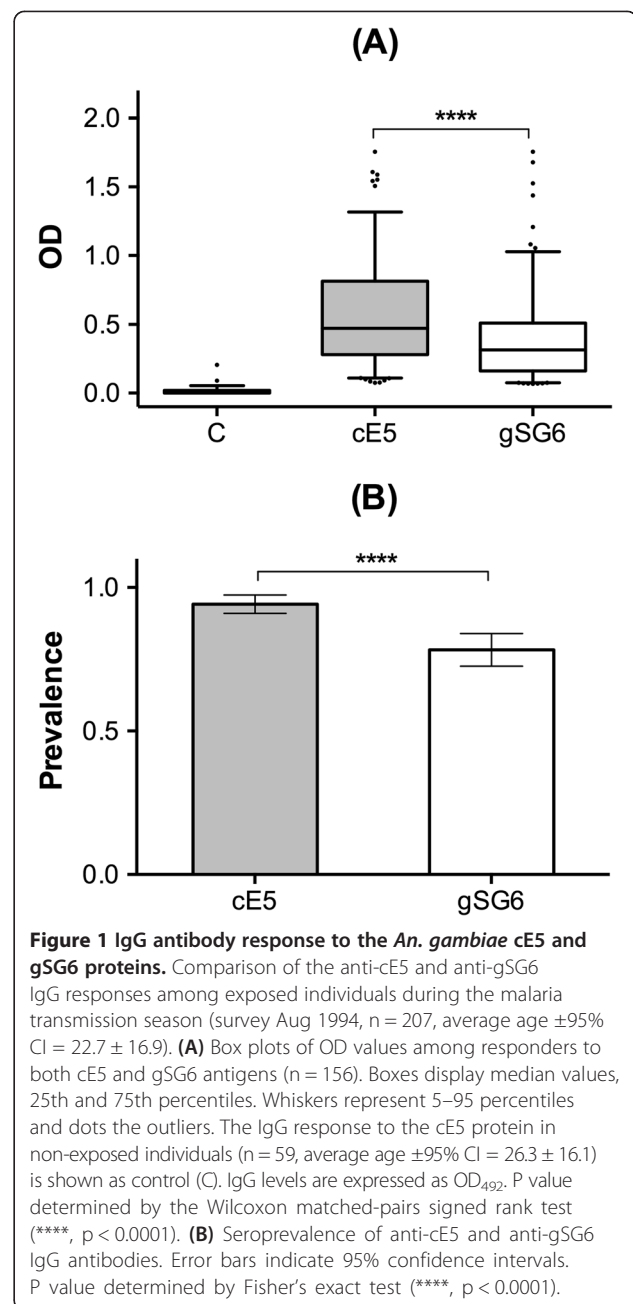 (A)
****
2.0
1.5
1.0
0.5
0.0
OD
C cE5 gSG6
(B)
****
1.0
0.5
0.0
Prevalence
cE5 gSG6
Figure 1 IgG antibody response to the An. gambiae cE5 and
gSG6 proteins. Comparison of the anti-cE5 and anti-gSG6
IgG responses among exposed individuals during the malaria
transmission season (survey Aug 1994, n = 207, average age ±95%
CI = 22.7 ± 16.9). (A) Box plots of OD values among responders to
both cE5 and gSG6 antigens (n = 156). Boxes display median values,
25th and 75th percentiles. Whiskers represent 5–95 percentiles
and dots the outliers. The IgG response to the cE5 protein in
non-exposed individuals (n = 59, average age ±95% CI = 26.3 ± 16.1)
is shown as control (C). IgG levels are expressed as OD₄₉₂. P value
determined by the Wilcoxon matched-pairs signed rank test
(****, p < 0.0001). (B) Seroprevalence of anti-cE5 and anti-gSG6
IgG antibodies. Error bars indicate 95% confidence intervals.
P value determined by Fisher's exact test (****, p < 0.0001).